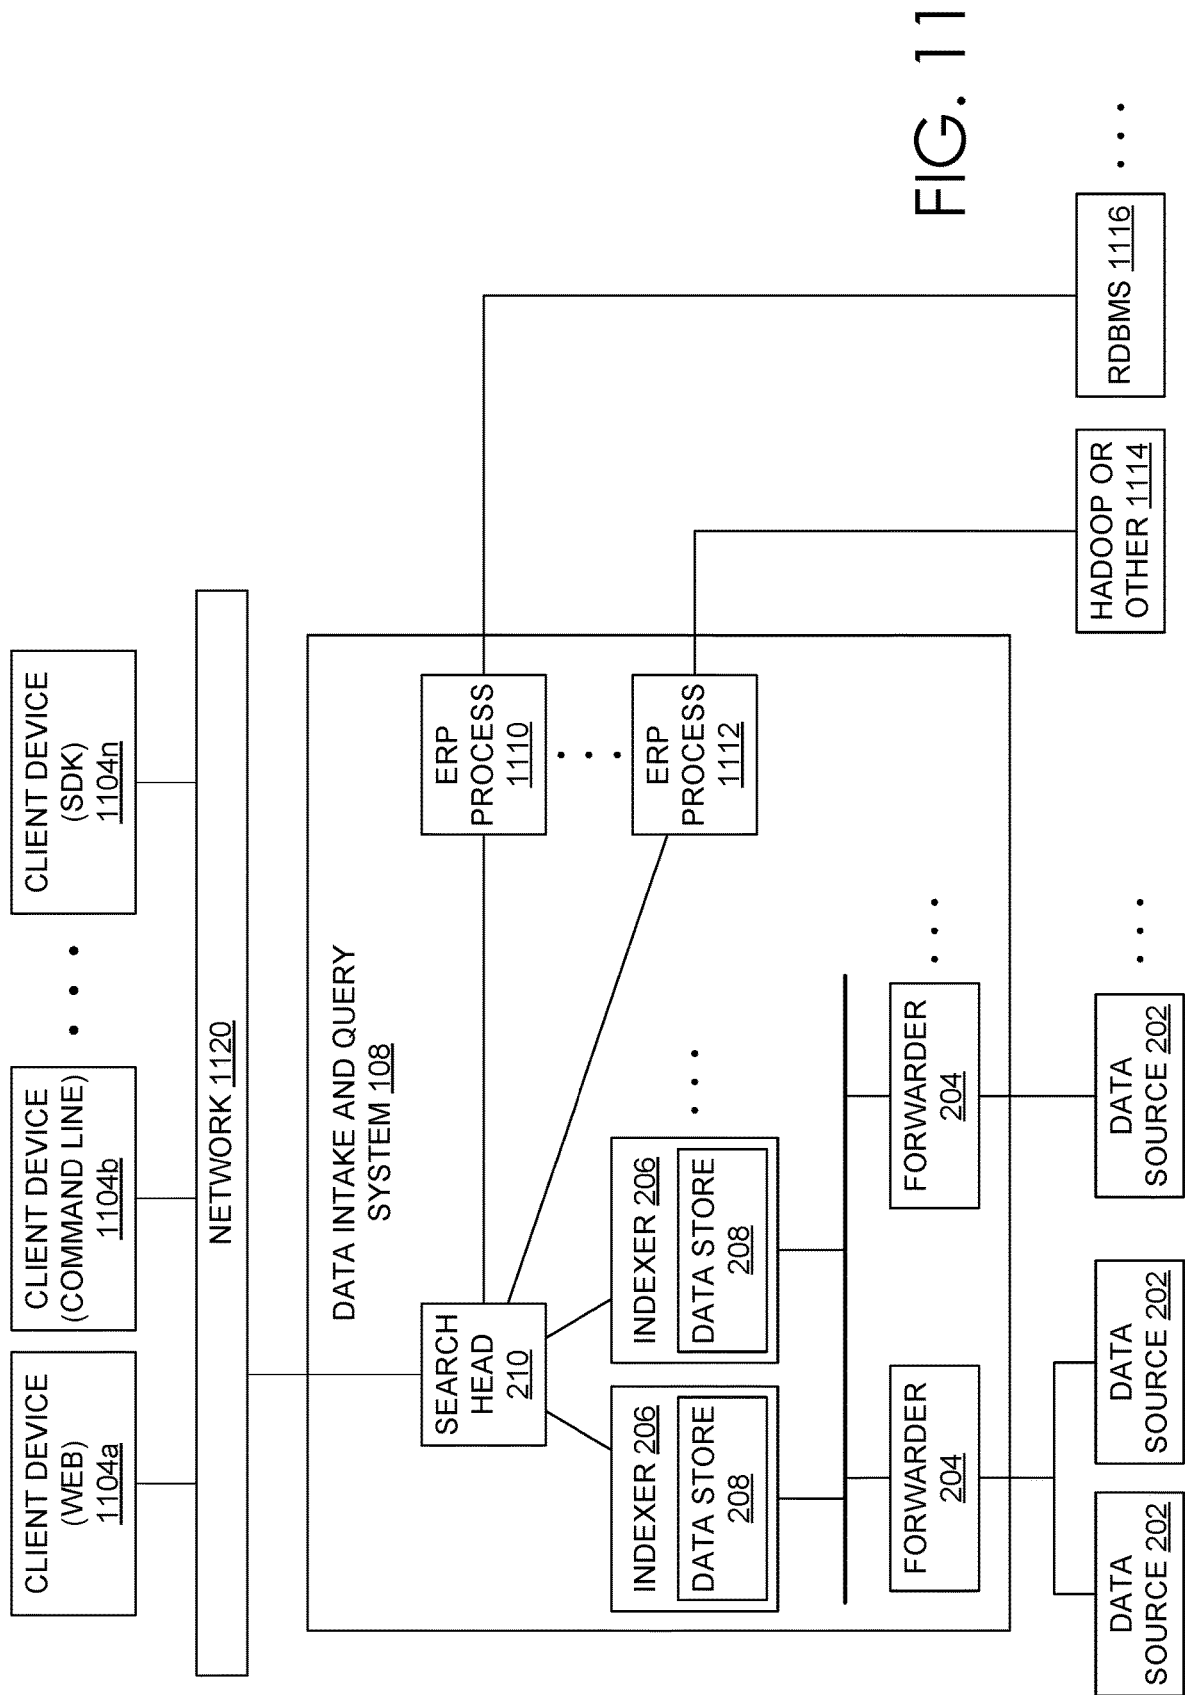 CLIENT DEVICE
(WEB)
1104a
CLIENT DEVICE
(COMMAND LINE)
1104b
. . .
CLIENT DEVICE
(SDK)
1104n
NETWORK 1120
DATA INTAKE AND QUERY
SYSTEM 108
SEARCH
HEAD
210
ERP
PROCESS
1110
. . .
ERP
PROCESS
1112
INDEXER 206
DATA STORE
208
INDEXER 206
DATA STORE
208
. . .
FORWARDER
204
FORWARDER
204
. . .
DATA
SOURCE 202
DATA
SOURCE 202
DATA
SOURCE 202
. . .
HADOOP OR
OTHER 1114
RDBMS 1116
. . .
FIG. 11